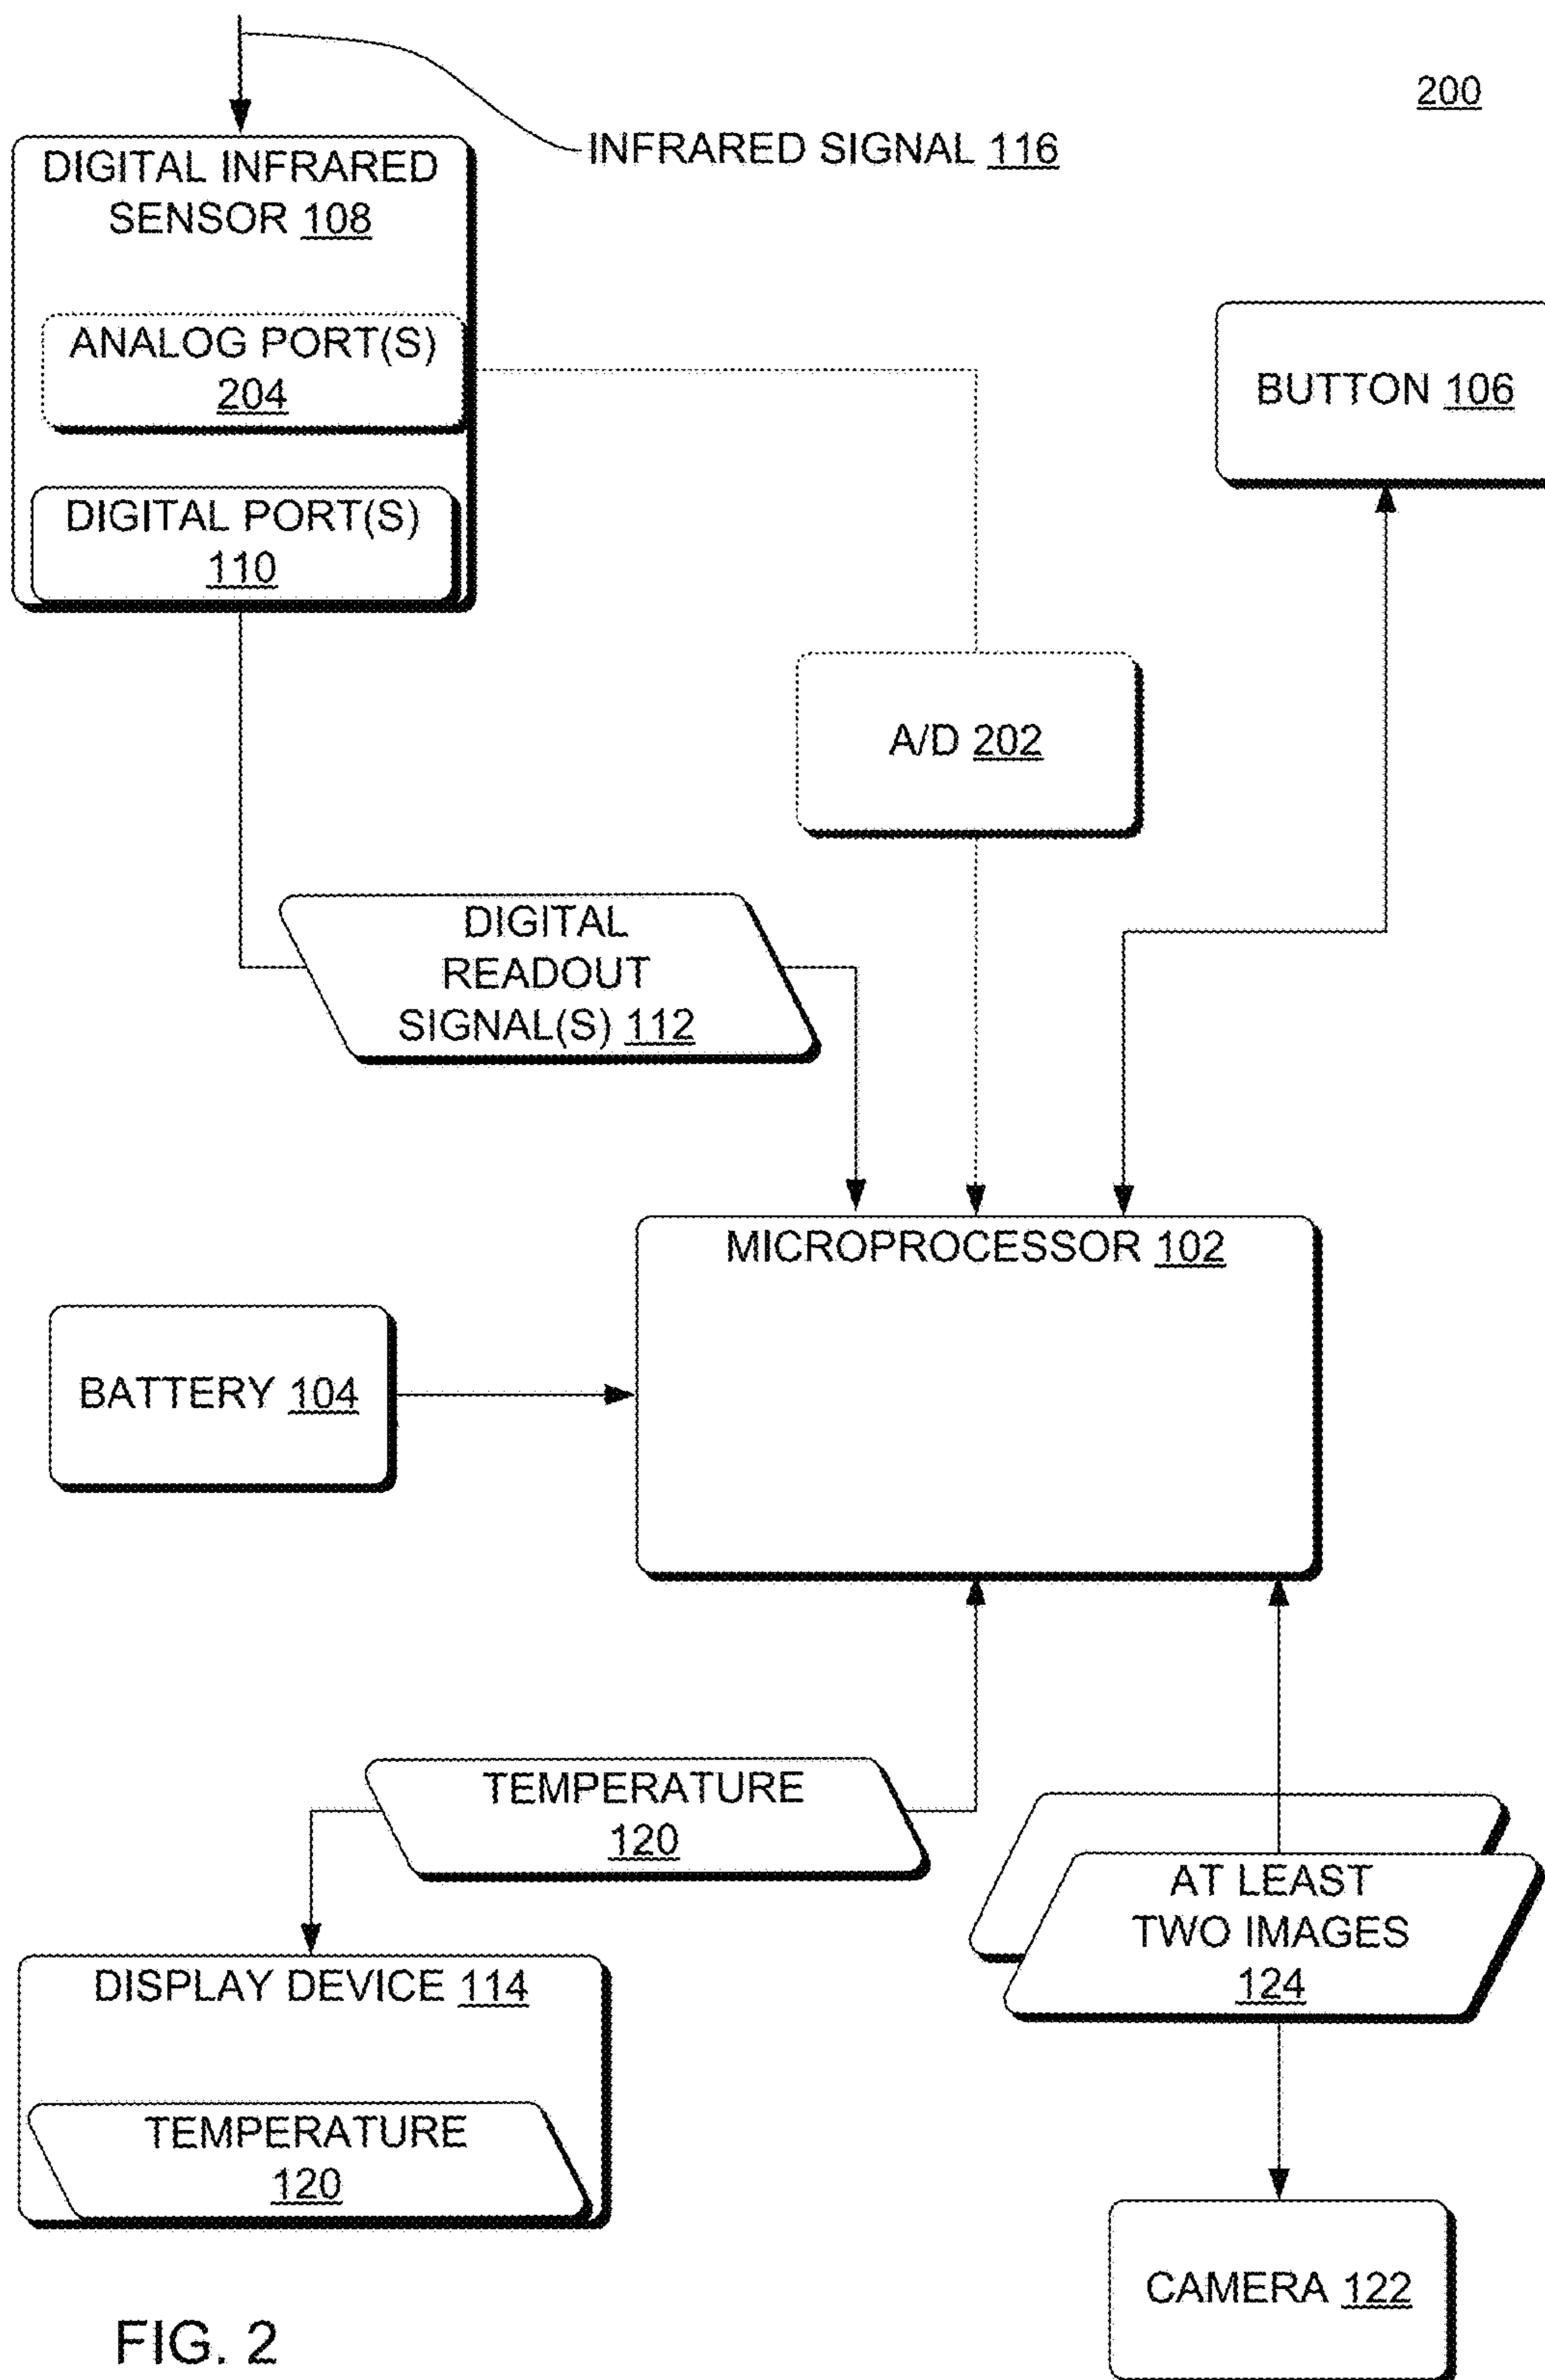 200
INFRARED SIGNAL 116
DIGITAL INFRARED
SENSOR 108
ANALOG PORT(S)
204
DIGITAL PORT(S)
110
BUTTON 106
A/D 202
DIGITAL
READOUT
SIGNAL(S) 112
MICROPROCESSOR 102
BATTERY 104
TEMPERATURE
120
AT LEAST
TWO IMAGES
124
DISPLAY DEVICE 114
TEMPERATURE
120
CAMERA 122
FIG. 2